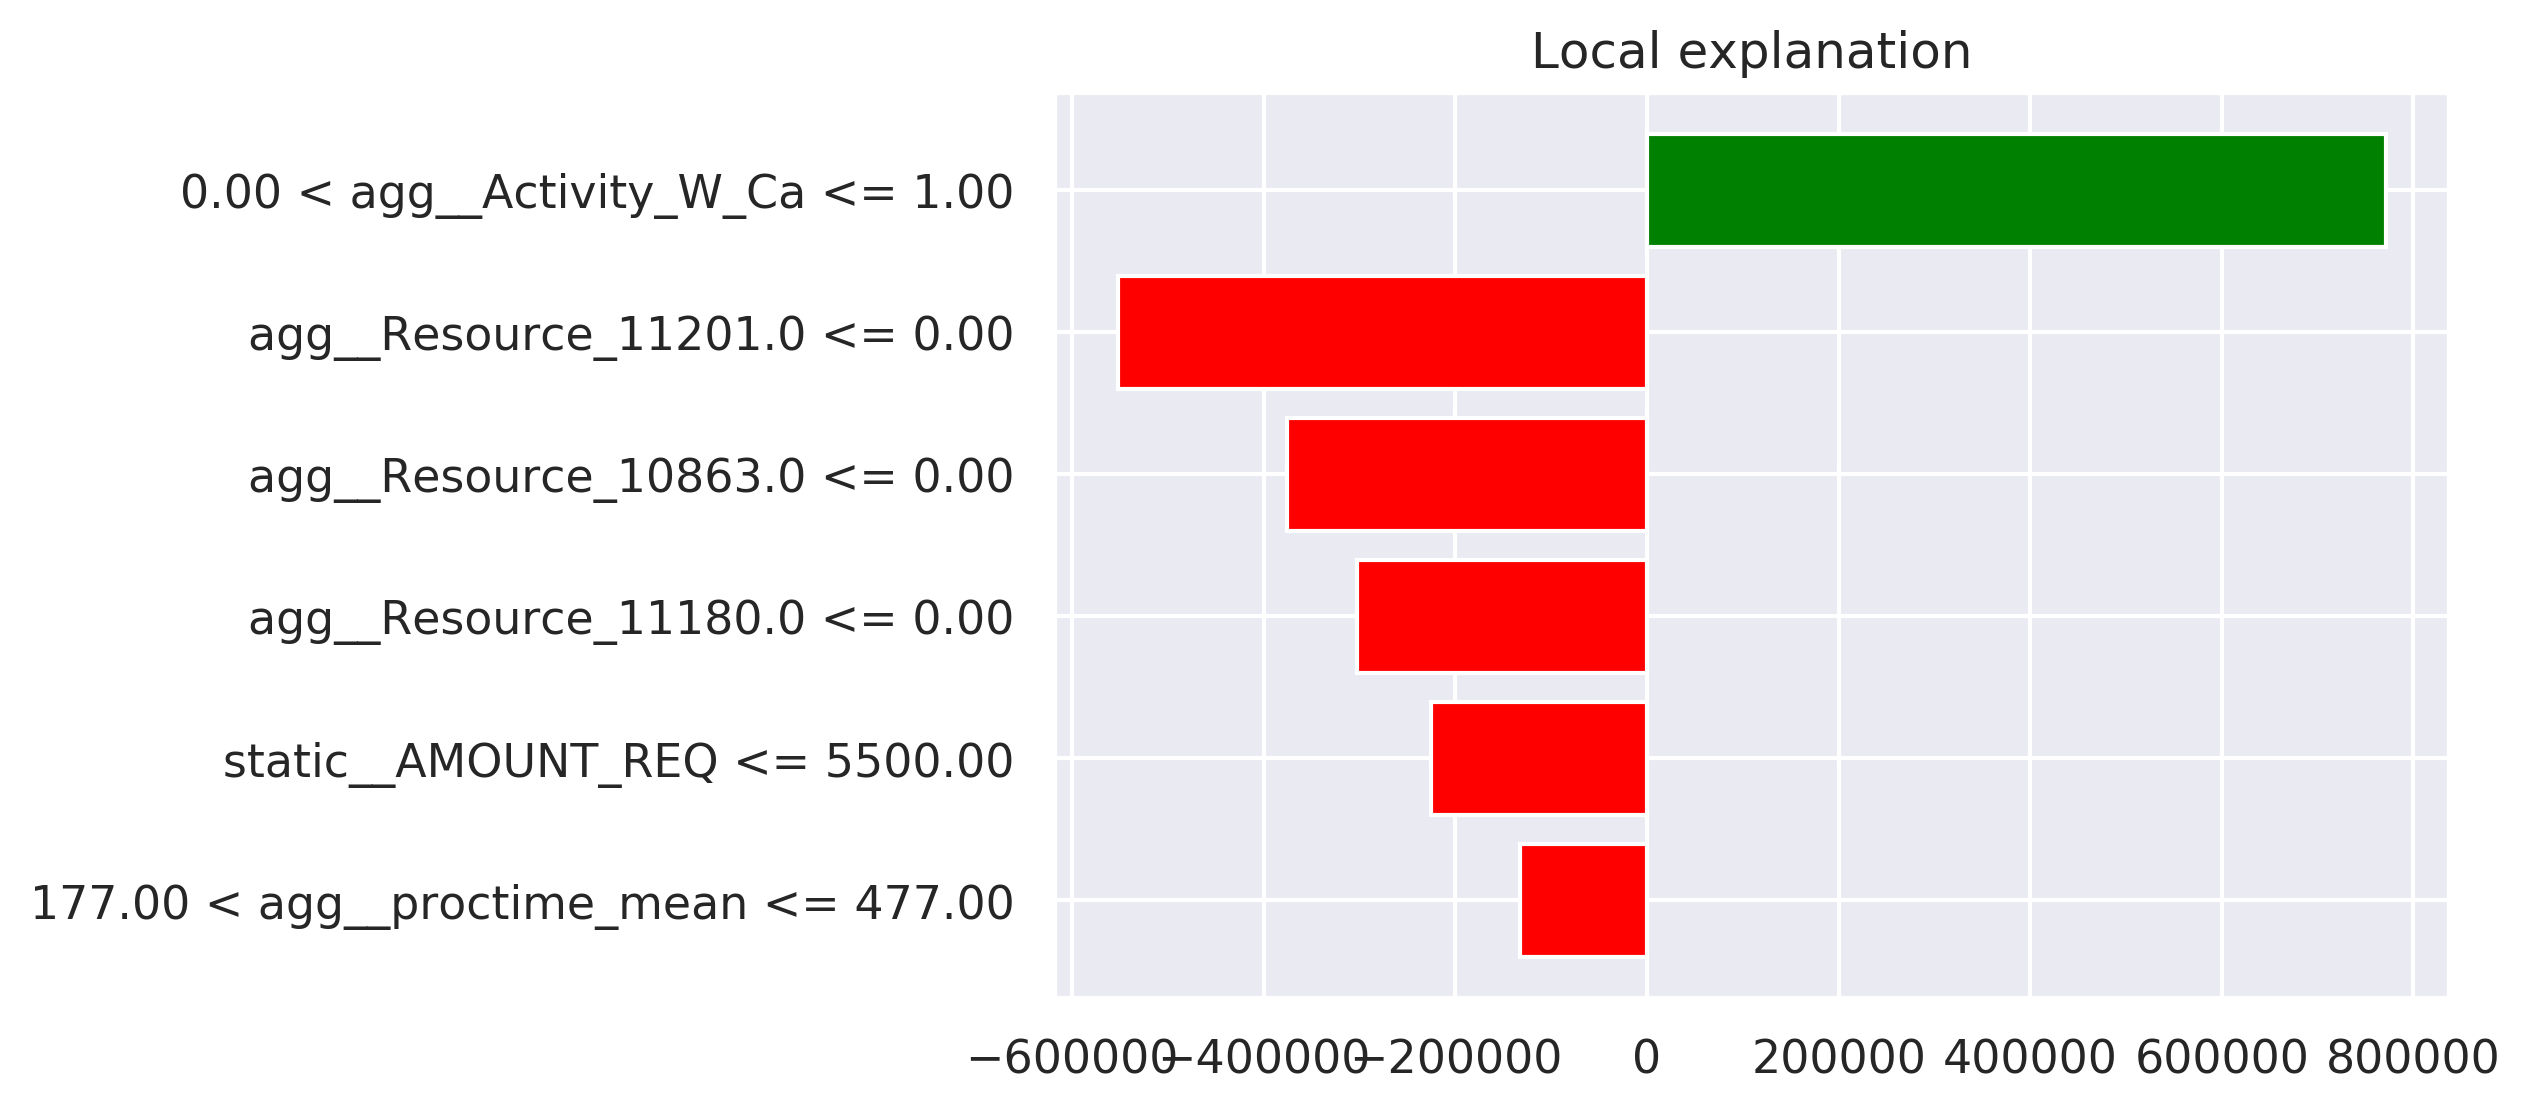 Local explanation
0.00 < agg__Activity_W_Ca <= 1.00
agg__Resource_11201.0 <= 0.00
agg__Resource_10863.0 <= 0.00
agg__Resource_11180.0 <= 0.00
static__AMOUNT_REQ <= 5500.00
177.00 < agg__proctime_mean <= 477.00
−600000 −400000 −200000 0 200000 400000 600000 800000